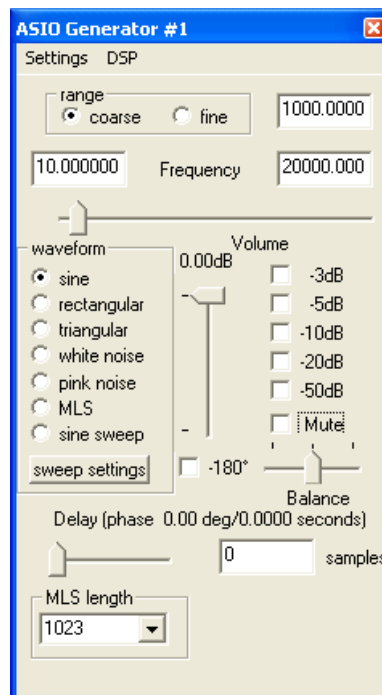 ASIO Generator #1
Settings DSP
range
coarse fine 1000.0000
10.000000 Frequency 20000.000
waveform
Volume
0.00dB
sine
rectangular
triangular
white noise
pink noise
MLS
sine sweep
sweep settings
-3dB
-5dB
-10dB
-20dB
-50dB
Mute
-180°
Balance
Delay (phase 0.00 deg/0.0000 seconds)
0 samples
MLS length
1023